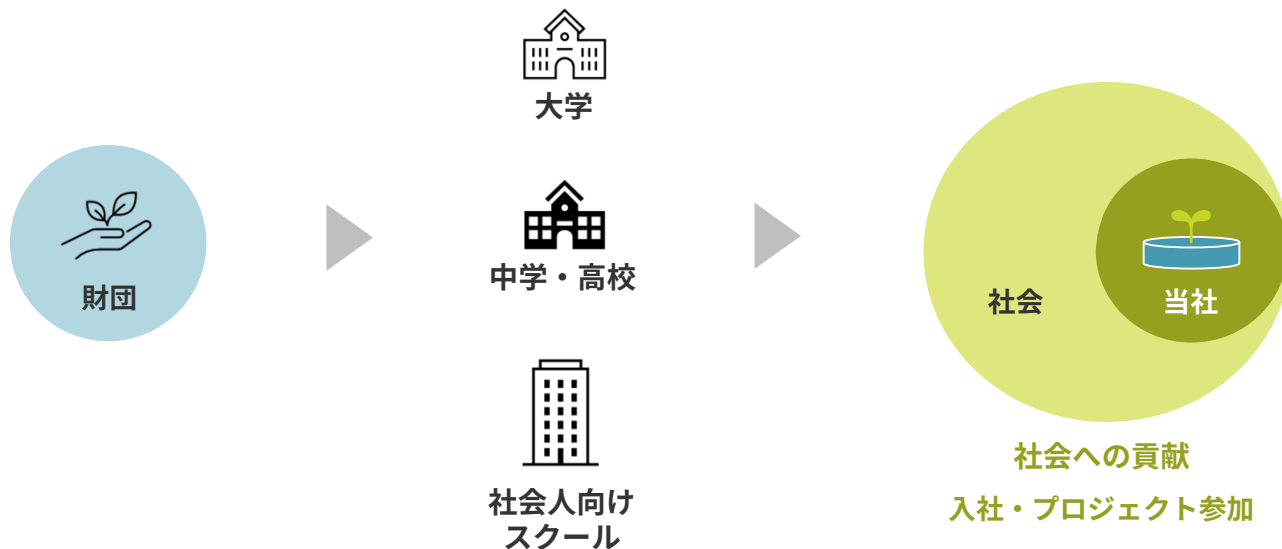 財団
大学
中学・高校
社会人向け
スクール
社会
当社
社会への貢献
入社・プロジェクト参加